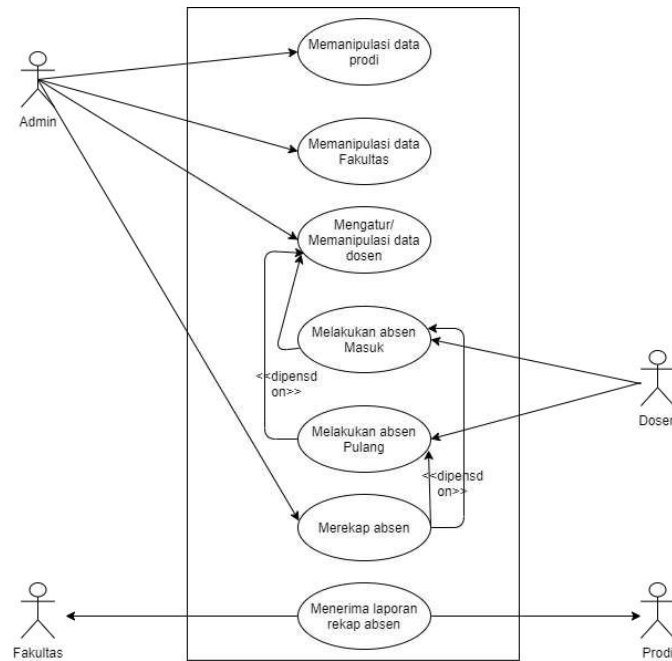 Memanipulasi data
prodi
Admin
Memanipulasi data
Fakultas
Mengatur/
Memanipulasi data
dosen
Melakukan absen
Masuk
<<dipensd
on>>
Dosen
Melakukan absen
Pulang
<<dipensd
on>>
Merekap absen
Menerima laporan
rekap absen
Fakultas
Prodi